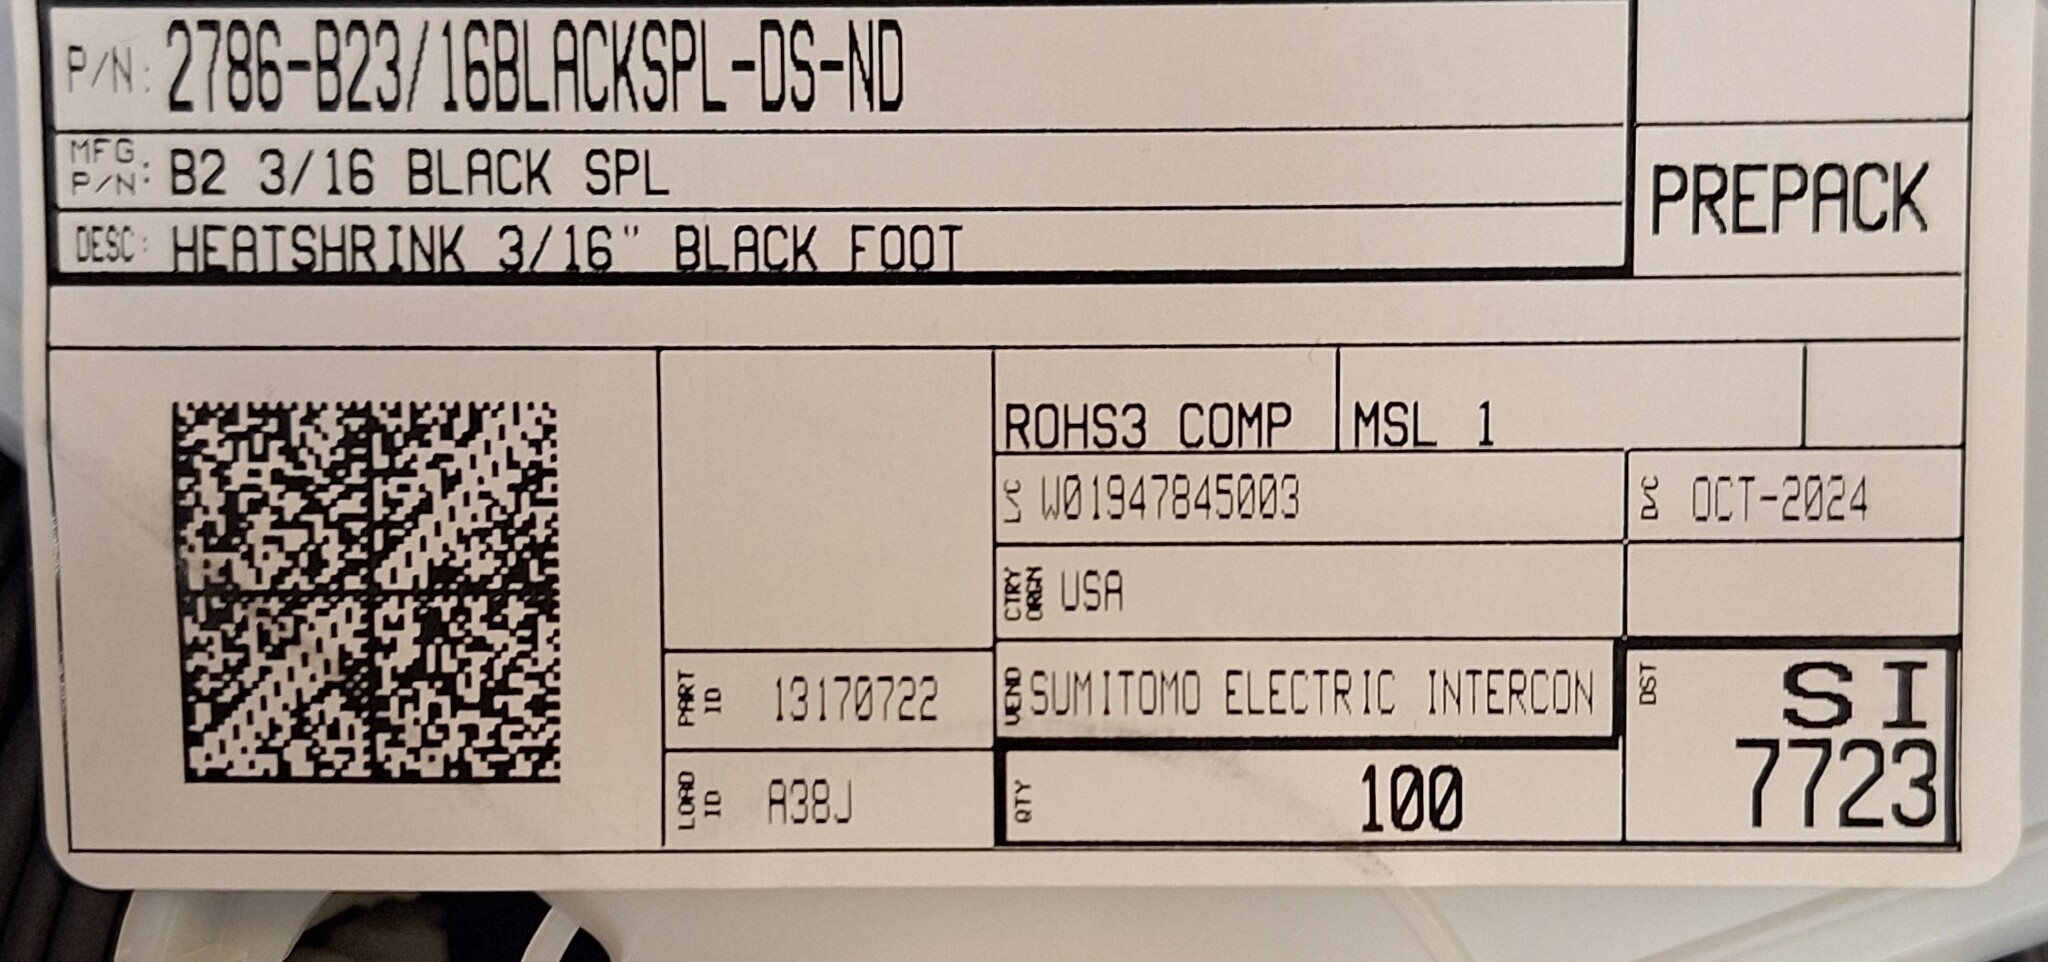 P/N: 2786-B23/16BLACKSPL-DS-ND
MFG. P/N: B2 3/16 BLACK SPL
DESC: HEATSHRINK 3/16" BLACK FOOT
PREPACK
ROHS3 COMP
MSL 1
L/C W01947845003
D/C OCT-2024
CTRY ORGN USA
PART ID 13170722
VEND SUMITOMO ELECTRIC INTERCON
DST SI 7723
LOAD ID A38J
QTY 100